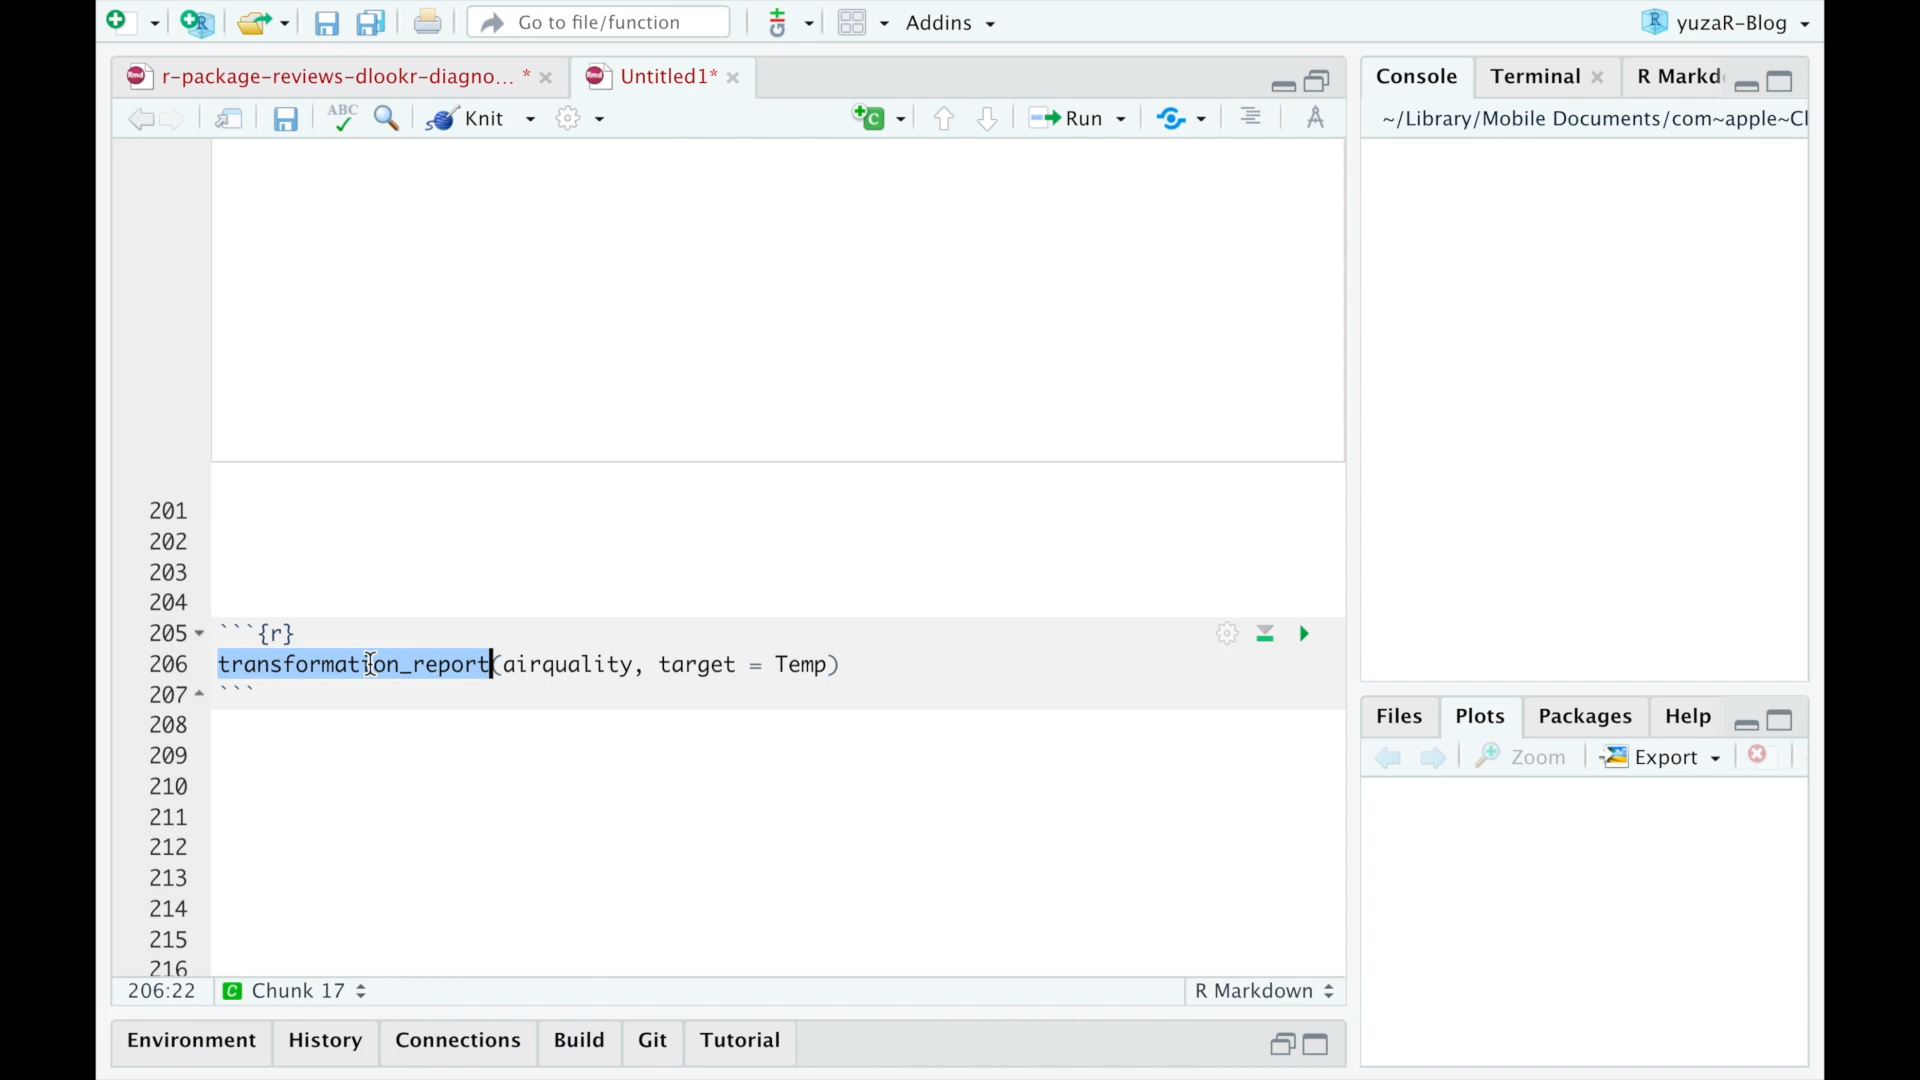 Go to file/function
Addins
yuzaR-Blog
r-package-reviews-dlookr-diagno... *
Untitled1*
ABC
Knit
Run
201
202
203
204
205 ```{r}
206 transformation_report(airquality, target = Temp)
207 ```
208
209
210
211
212
213
214
215
216
206:22
C Chunk 17
R Markdown
Environment
History
Connections
Build
Git
Tutorial
Console
Terminal
R Markd
~/Library/Mobile Documents/com~apple~Cl
Files
Plots
Packages
Help
Zoom
Export